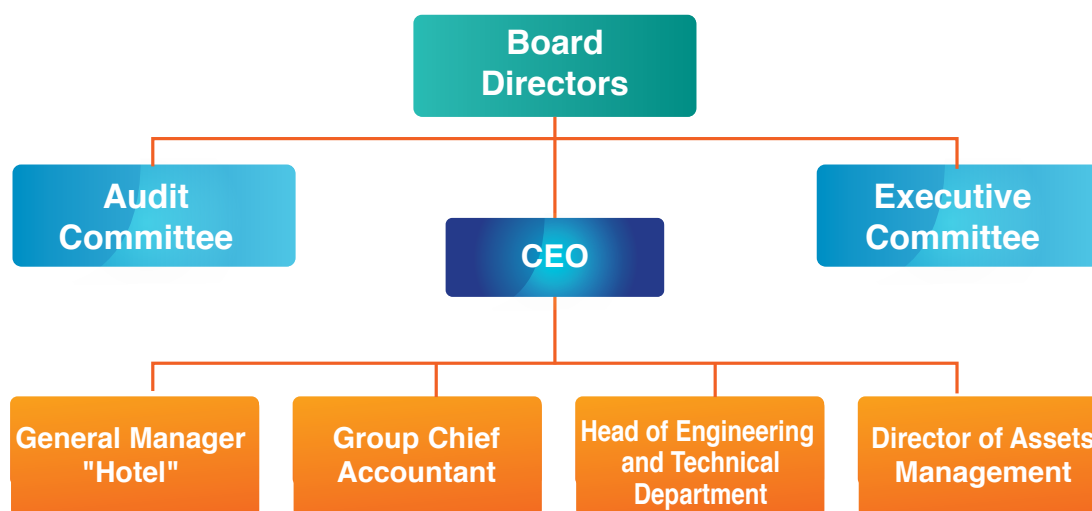 Board
Directors
Audit
Committee
Executive
Committee
CEO
General Manager
"Hotel"
Group Chief
Accountant
Head of Engineering
and Technical
Department
Director of Assets
Management